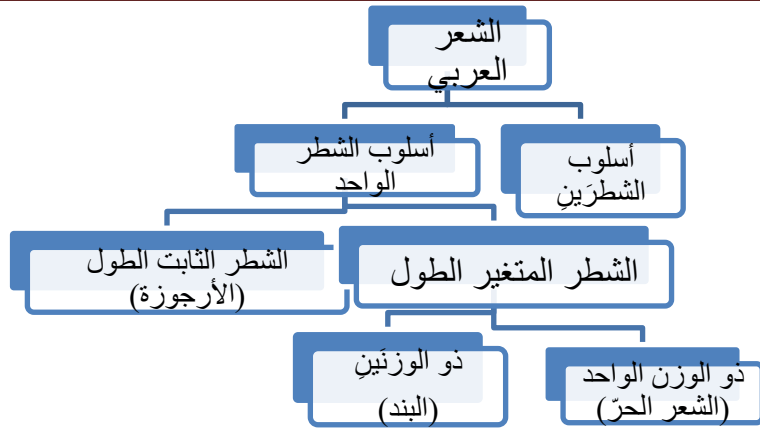 الشعر
العربي
أسلوب
الشطرَينِ
أسلوب الشطر
الواحد
الشطر المتغير الطول
الشطر الثابت الطول
(الأرجوزة)
ذو الوزن الواحد
(الشعر الحرّ)
ذو الوزنَينِ
(البند)